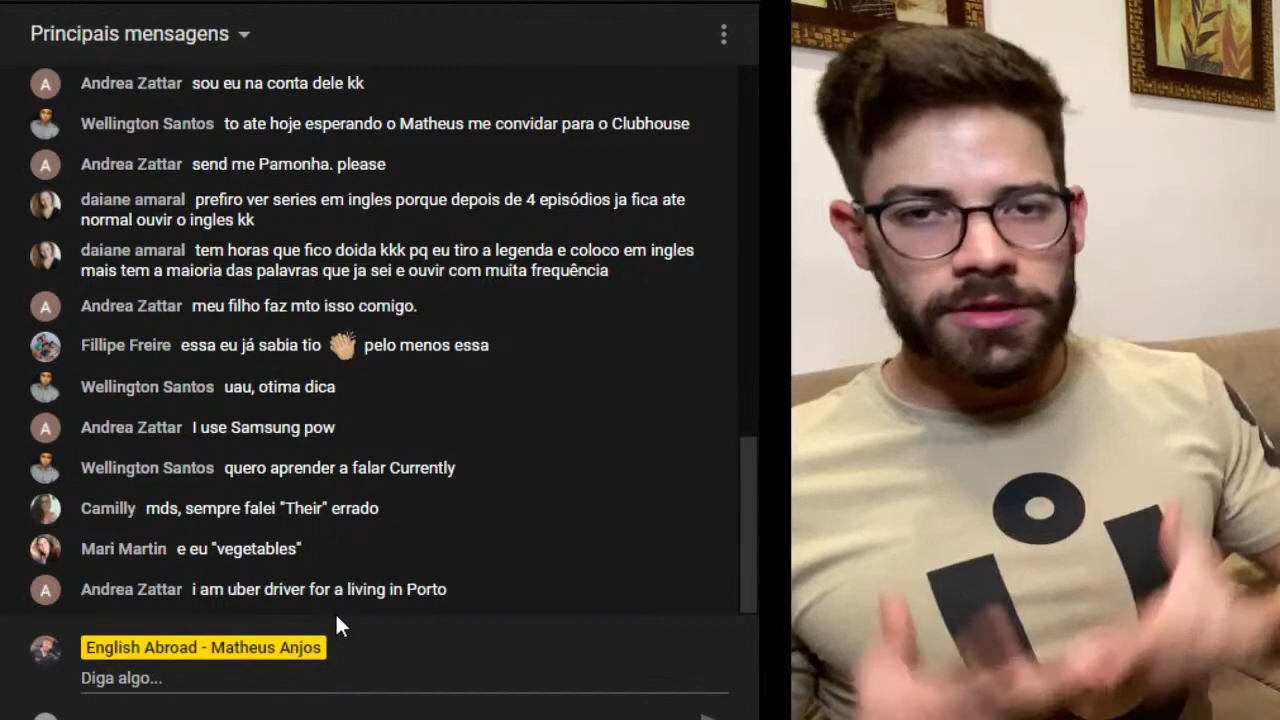 Principais mensagens
A Andrea Zattar sou eu na conta dele kk
Wellington Santos to ate hoje esperando o Matheus me convidar para o Clubhouse
A Andrea Zattar send me Pamonha. please
daiane amaral prefiro ver series em ingles porque depois de 4 episódios ja fica ate
normal ouvir o ingles kk
daiane amaral tem horas que fico doida kkk pq eu tiro a legenda e coloco em ingles
mais tem a maioria das palavras que ja sei e ouvir com muita frequência
A Andrea Zattar meu filho faz mto isso comigo.
Fillipe Freire essa eu já sabia tio 👏🏼 pelo menos essa
Wellington Santos uau, otima dica
A Andrea Zattar I use Samsung pow
Wellington Santos quero aprender a falar Currently
Camilly mds, sempre falei "Their" errado
Mari Martin e eu "vegetables"
A Andrea Zattar i am uber driver for a living in Porto
English Abroad - Matheus Anjos
Diga algo...